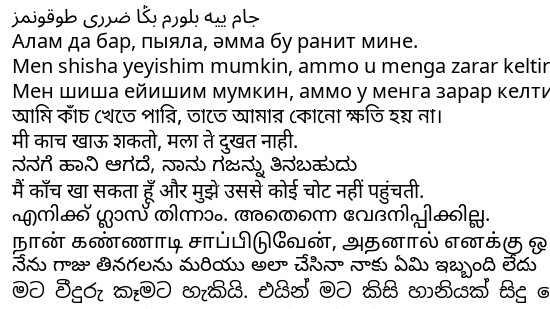 جام ییه بلورم بڭا ضررى طوقونمز
Алам да бар, пыяла, әмма бу ранит мине.
Men shisha yeyishim mumkin, ammo u menga zarar keltir
Мен шиша ейишим мумкин, аммо у менга зарар келти
আমি কাঁচ খেতে পারি, তাতে আমার কোনো ক্ষতি হয় না।
मी काच खाऊ शकतो, मला ते दुखत नाही.
ನನಗೆ ಹಾನಿ ಆಗದೆ, ನಾನು ಗಜನ್ನು ತಿನಬಹುದು
मैं काँच खा सकता हूँ और मुझे उससे कोई चोट नहीं पहुंचती.
എനിക്ക് ഗ്ലാസ് തിന്നാം. അതെന്നെ വേദനിപ്പിക്കില്ല.
நான் கண்ணாடி சாப்பிடுவேன், அதனால் எனக்கு ஒ
నేను గాజు తినగలను మరియు అలా చేసినా నాకు ఏమి ఇబ్బంది లేదు
මට වීදුරු කෑමට හැකියි. එයින් මට කිසි හානියක් සිදු